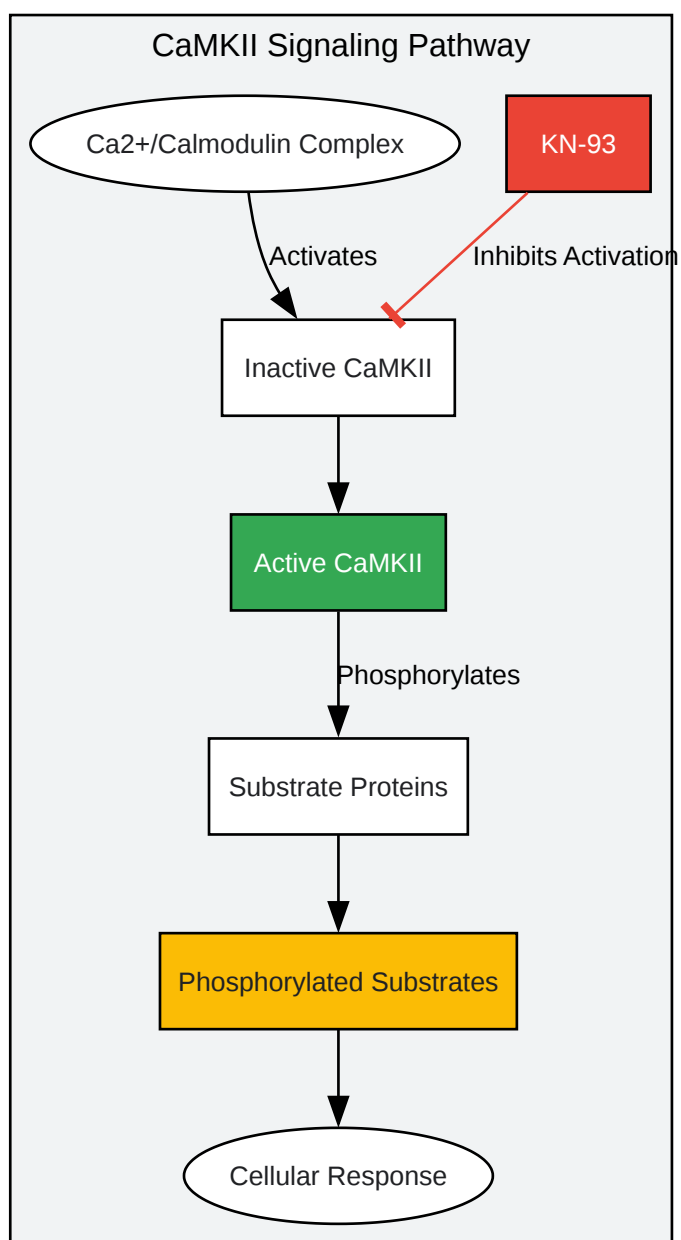 CaMKII Signaling Pathway
Ca2+/Calmodulin Complex
KN-93
Activates
Inhibits Activation
Inactive CaMKII
Active CaMKII
Phosphorylates
Substrate Proteins
Phosphorylated Substrates
Cellular Response